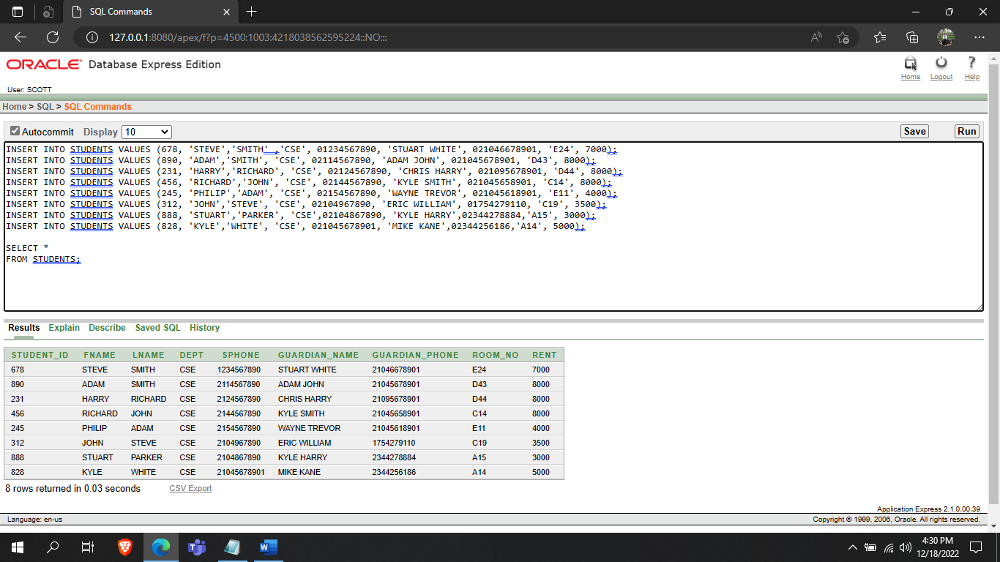 SQL Commands
127.0.0.1:8080/apex/f?p=4500:1003:4218038562595224::NO:::
ORACLE Database Express Edition
Home Logout Help
User: SCOTT
Home > SQL > SQL Commands
Autocommit Display 10 Save Run
INSERT INTO STUDENTS VALUES (678, 'STEVE','SMITH' ,'CSE', 01234567890, 'STUART WHITE', 021046678901, 'E24', 7000);
INSERT INTO STUDENTS VALUES (890, 'ADAM','SMITH', 'CSE', 02114567890, 'ADAM JOHN', 021045678901, 'D43', 8000);
INSERT INTO STUDENTS VALUES (231, 'HARRY','RICHARD', 'CSE', 02124567890, 'CHRIS HARRY', 021095678901, 'D44', 8000);
INSERT INTO STUDENTS VALUES (456, 'RICHARD','JOHN', 'CSE', 02144567890, 'KYLE SMITH', 021045658901, 'C14', 8000);
INSERT INTO STUDENTS VALUES (245, 'PHILIP','ADAM', 'CSE', 02154567890, 'WAYNE TREVOR', 021045618901, 'E11', 4000);
INSERT INTO STUDENTS VALUES (312, 'JOHN','STEVE', 'CSE', 02104967890, 'ERIC WILLIAM', 01754279110, 'C19', 3500);
INSERT INTO STUDENTS VALUES (888, 'STUART','PARKER', 'CSE',02104867890, 'KYLE HARRY',02344278884,'A15', 3000);
INSERT INTO STUDENTS VALUES (828, 'KYLE','WHITE', 'CSE', 021045678901, 'MIKE KANE',02344256186,'A14', 5000);
SELECT *
FROM STUDENTS;
Results Explain Describe Saved SQL History
STUDENT_ID FNAME LNAME DEPT SPHONE GUARDIAN_NAME GUARDIAN_PHONE ROOM_NO RENT
678 STEVE SMITH CSE 1234567890 STUART WHITE 21046678901 E24 7000
890 ADAM SMITH CSE 2114567890 ADAM JOHN 21045678901 D43 8000
231 HARRY RICHARD CSE 2124567890 CHRIS HARRY 21095678901 D44 8000
456 RICHARD JOHN CSE 2144567890 KYLE SMITH 21045658901 C14 8000
245 PHILIP ADAM CSE 2154567890 WAYNE TREVOR 21045618901 E11 4000
312 JOHN STEVE CSE 2104967890 ERIC WILLIAM 1754279110 C19 3500
888 STUART PARKER CSE 2104867890 KYLE HARRY 2344278884 A15 3000
828 KYLE WHITE CSE 21045678901 MIKE KANE 2344256186 A14 5000
8 rows returned in 0.03 seconds CSV Export
Application Express 2.1.0.00.39
Language: en-us Copyright © 1999, 2006, Oracle. All rights reserved.
4:30 PM
12/18/2022